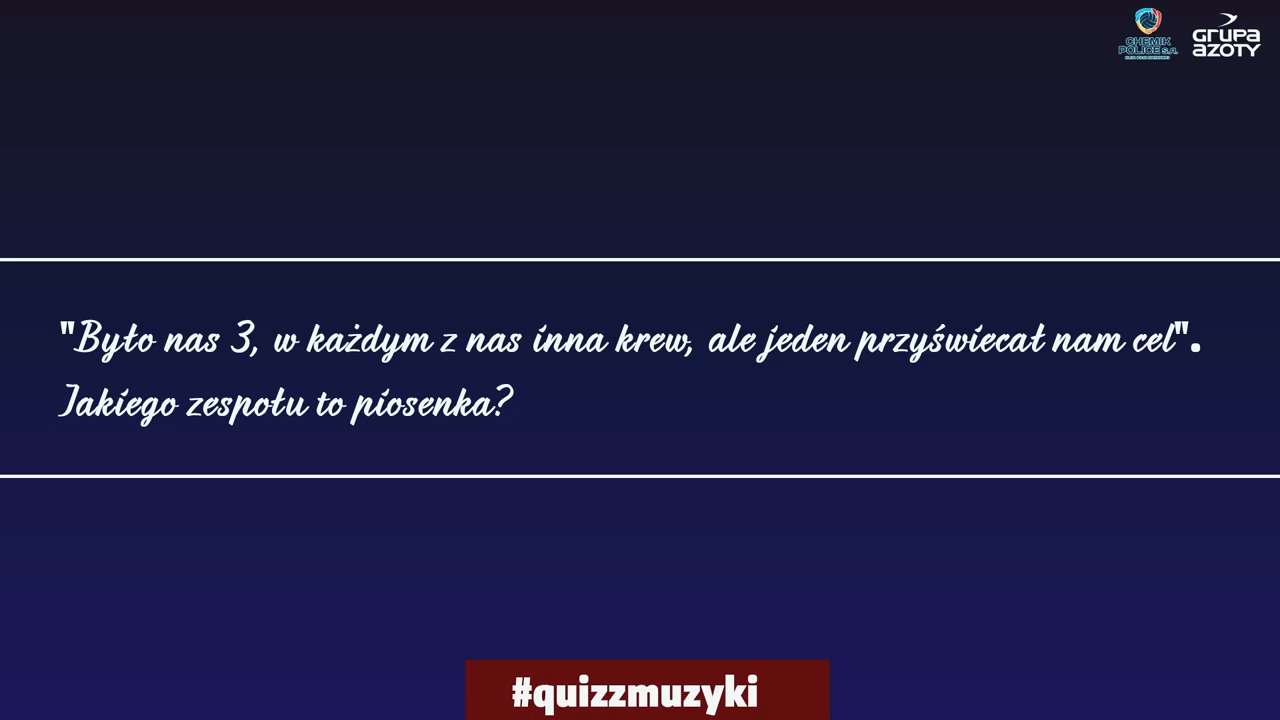 CHEMIK
POLICE S.A.
GRUPA
AZOTY
"Było nas 3, w każdym z nas inna krew, ale jeden przyświecał nam cel".
Jakiego zespołu to piosenka?
#quizzmuzyki